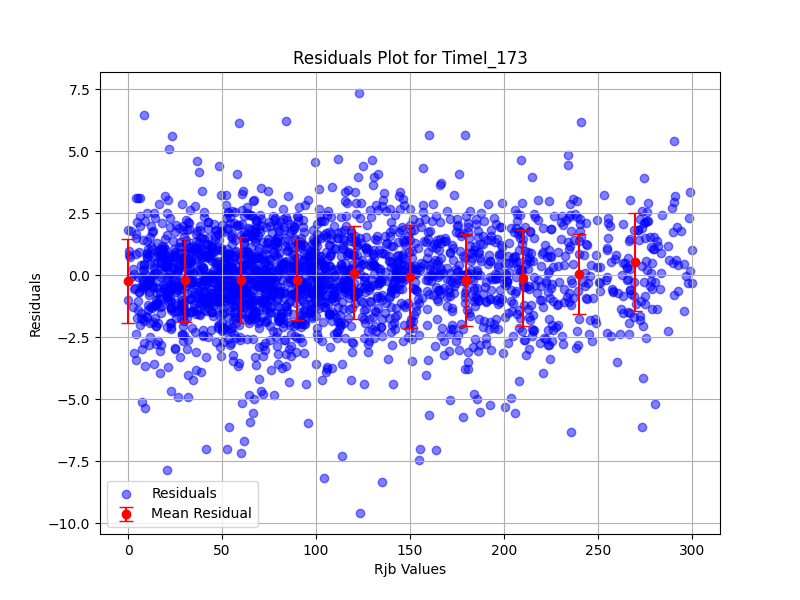 Residuals Plot for TimeI_173
7.5
5.0
2.5
0.0
−2.5
−5.0
−7.5
−10.0
Residuals
Residuals
Mean Residual
0 50 100 150 200 250 300
Rjb Values